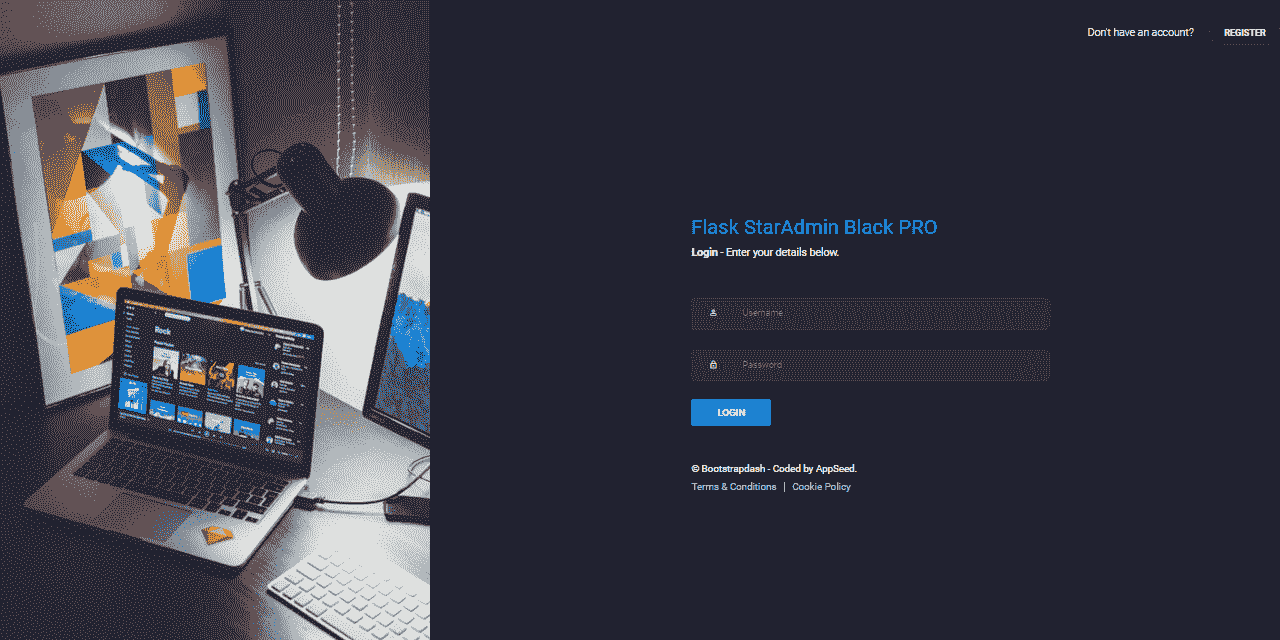 Don't have an account? REGISTER
Flask StarAdmin Black PRO
Login - Enter your details below.
Username
Password
LOGIN
© Bootstrapdash - Coded by AppSeed.
Terms & Conditions | Cookie Policy
Rock